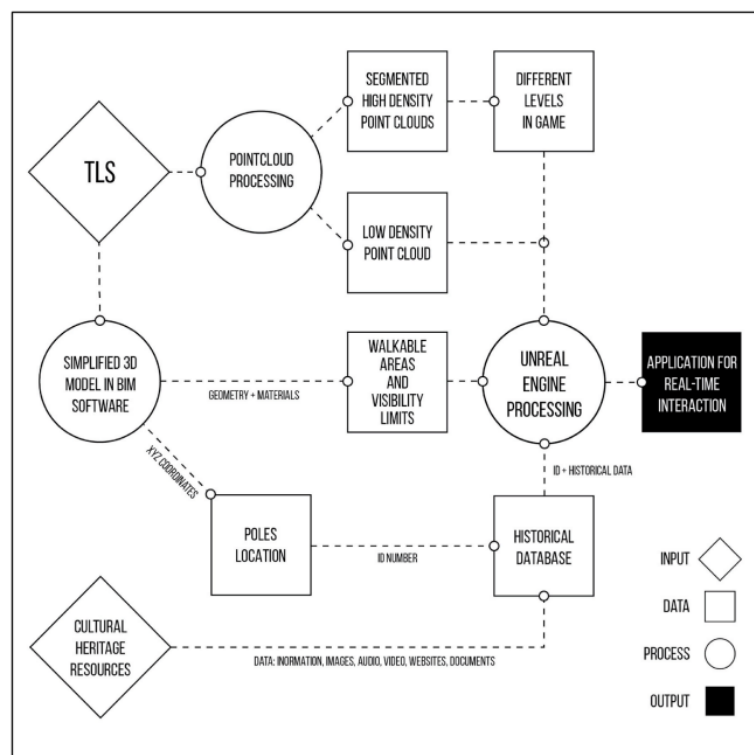 TLS
POINTCLOUD
PROCESSING
SEGMENTED
HIGH DENSITY
POINT CLOUDS
DIFFERENT
LEVELS
IN GAME
LOW DENSITY
POINT CLOUD
SIMPLIFIED 3D
MODEL IN BIM
SOFTWARE
GEOMETRY + MATERIALS
WALKABLE
AREAS
AND
VISIBILITY
LIMITS
UNREAL
ENGINE
PROCESSING
APPLICATION FOR
REAL-TIME
INTERACTION
XYZ COORDINATES
ID + HISTORICAL DATA
POLES
LOCATION
ID NUMBER
HISTORICAL
DATABASE
CULTURAL
HERITAGE
RESOURCES
DATA: INORMATION, IMAGES, AUDIO, VIDEO, WEBSITES, DOCUMENTS
INPUT
DATA
PROCESS
OUTPUT